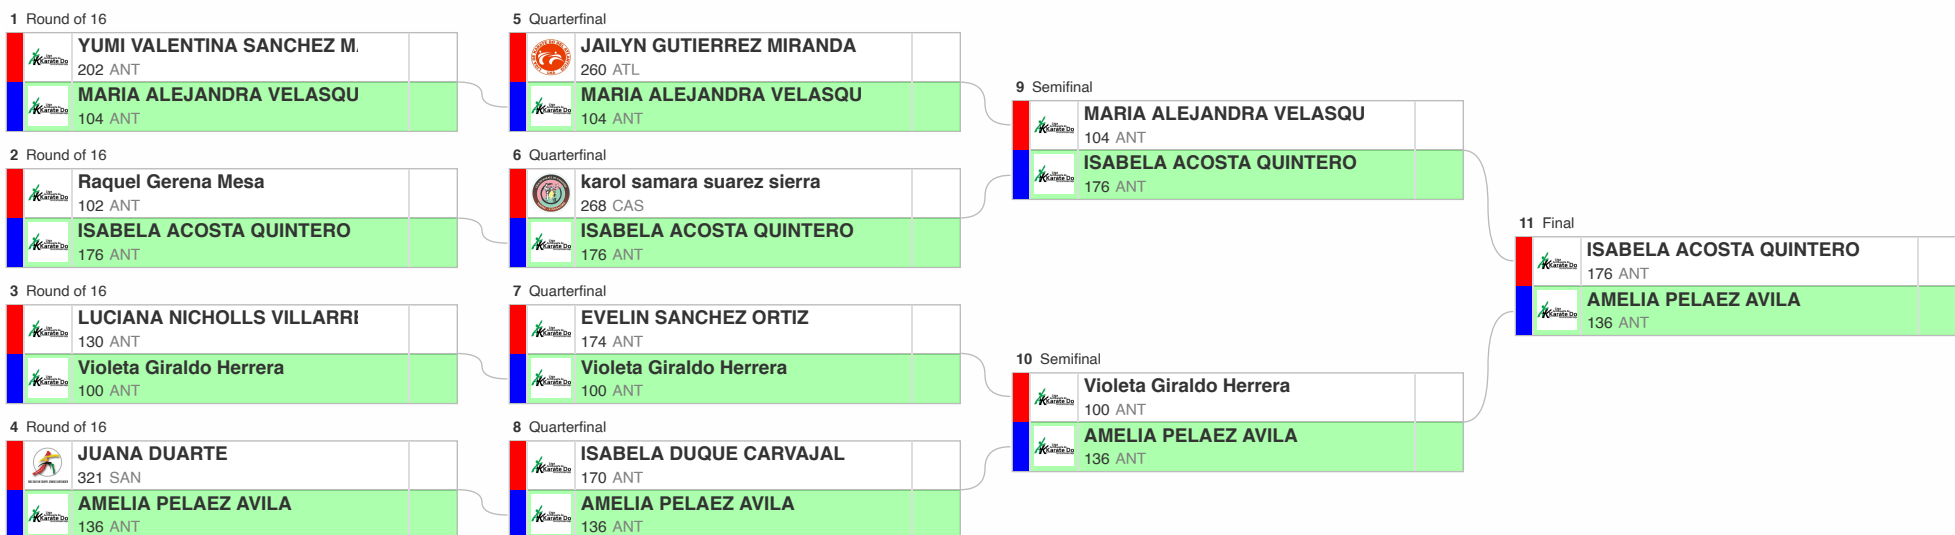 1 Round of 16
YUMI VALENTINA SANCHEZ M
202 ANT
MARIA ALEJANDRA VELASQU
104 ANT
2 Round of 16
Raquel Gerena Mesa
102 ANT
ISABELA ACOSTA QUINTERO
176 ANT
3 Round of 16
LUCIANA NICHOLLS VILLARRE
130 ANT
Violeta Giraldo Herrera
100 ANT
4 Round of 16
JUANA DUARTE
321 SAN
AMELIA PELAEZ AVILA
136 ANT
5 Quarterfinal
JAILYN GUTIERREZ MIRANDA
260 ATL
MARIA ALEJANDRA VELASQU
104 ANT
6 Quarterfinal
karol samara suarez sierra
268 CAS
ISABELA ACOSTA QUINTERO
176 ANT
7 Quarterfinal
EVELIN SANCHEZ ORTIZ
174 ANT
Violeta Giraldo Herrera
100 ANT
8 Quarterfinal
ISABELA DUQUE CARVAJAL
170 ANT
AMELIA PELAEZ AVILA
136 ANT
9 Semifinal
MARIA ALEJANDRA VELASQU
104 ANT
ISABELA ACOSTA QUINTERO
176 ANT
10 Semifinal
Violeta Giraldo Herrera
100 ANT
AMELIA PELAEZ AVILA
136 ANT
11 Final
ISABELA ACOSTA QUINTERO
176 ANT
AMELIA PELAEZ AVILA
136 ANT